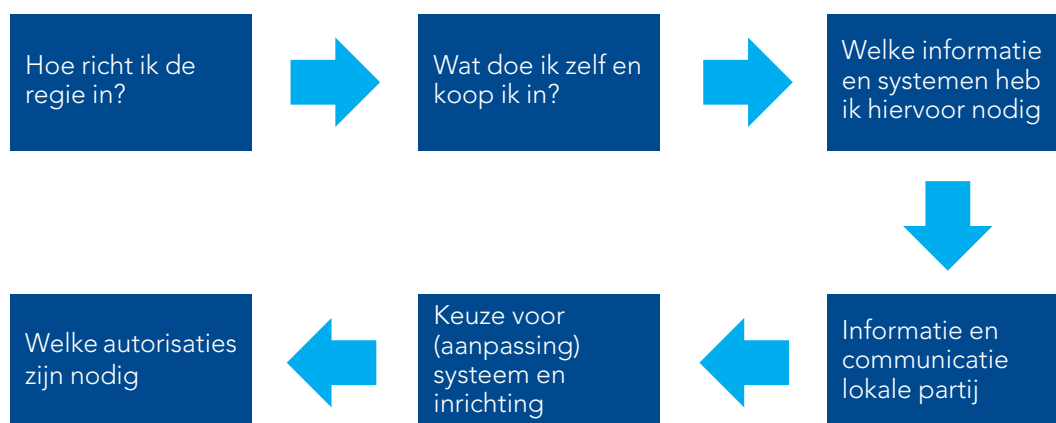 Hoe richt ik de
regie in?
Wat doe ik zelf en
koop ik in?
Welke informatie
en systemen heb
ik hiervoor nodig
Informatie en
communicatie
lokale partij
Keuze voor
(aanpassing)
systeem en
inrichting
Welke autorisaties
zijn nodig